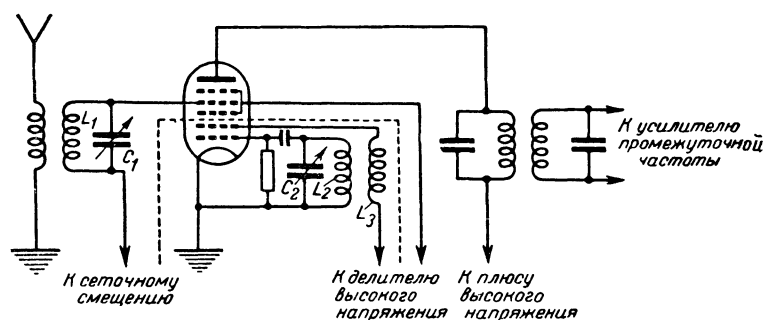 L1
C1
C2
L2
L3
К усилителю
промежуточной
частоты
К сеточному
смещению
К делителю
высокого
напряжения
К плюсу
высокого
напряжения